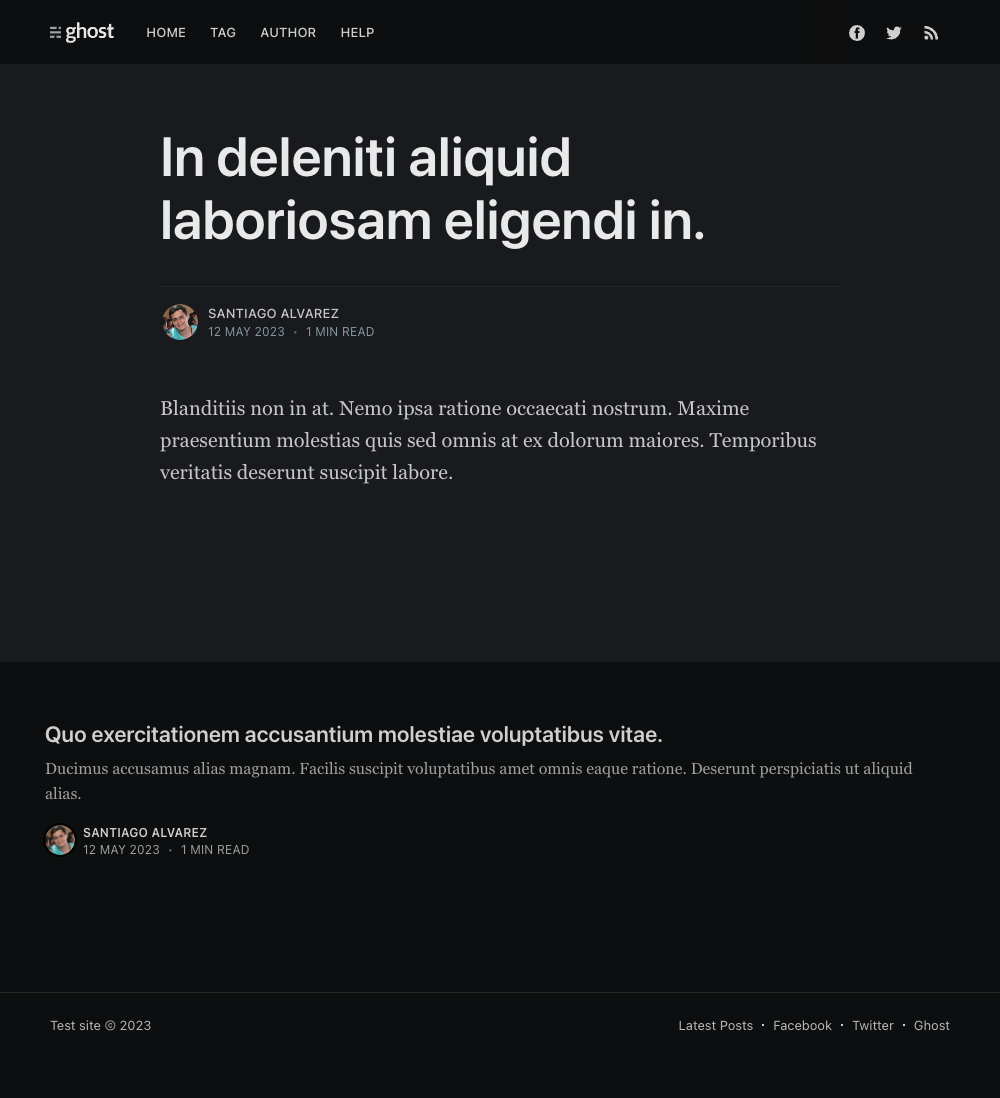 ghost HOME TAG AUTHOR HELP
In deleniti aliquid
laboriosam eligendi in.
SANTIAGO ALVAREZ
12 MAY 2023 • 1 MIN READ
Blanditiis non in at. Nemo ipsa ratione occaecati nostrum. Maxime
praesentium molestias quis sed omnis at ex dolorum maiores. Temporibus
veritatis deserunt suscipit labore.
Quo exercitationem accusantium molestiae voluptatibus vitae.
Ducimus accusamus alias magnam. Facilis suscipit voluptatibus amet omnis eaque ratione. Deserunt perspiciatis ut aliquid
alias.
SANTIAGO ALVAREZ
12 MAY 2023 • 1 MIN READ
Test site © 2023 Latest Posts • Facebook • Twitter • Ghost